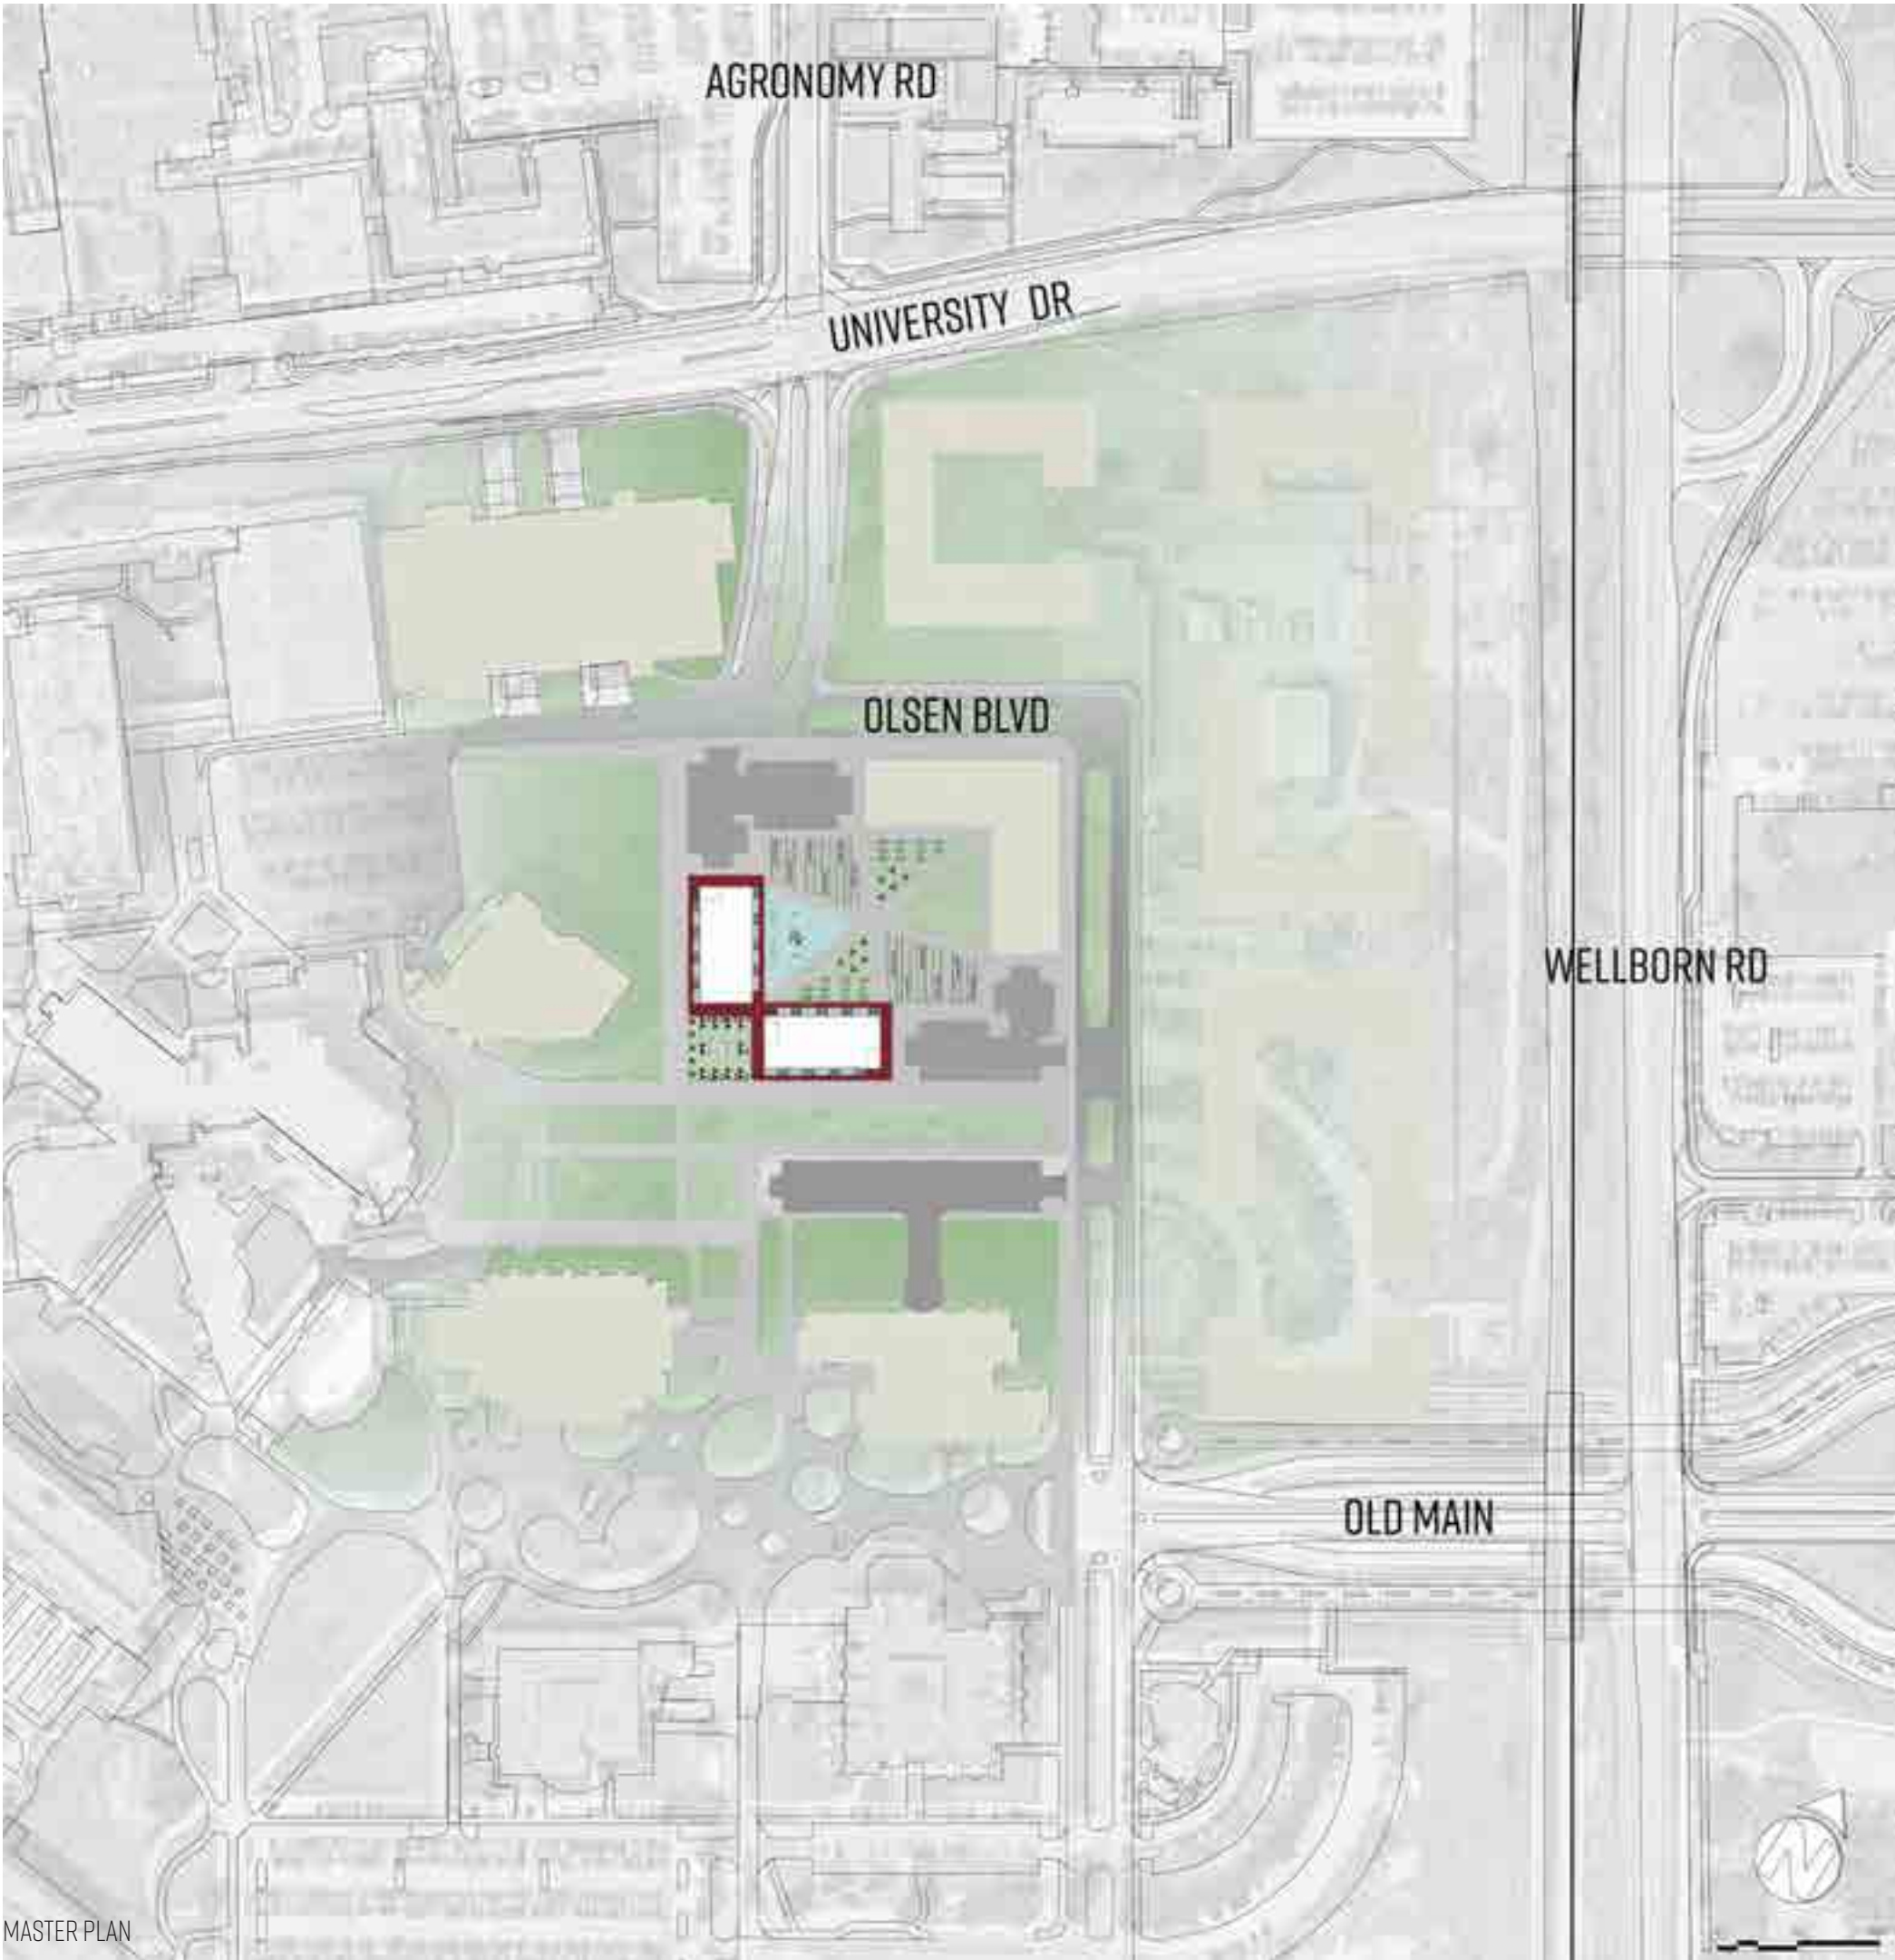 AGRONOMY RD
UNIVERSITY DR
OLSEN BLVD
WELLBORN RD
OLD MAIN
N
MASTER PLAN